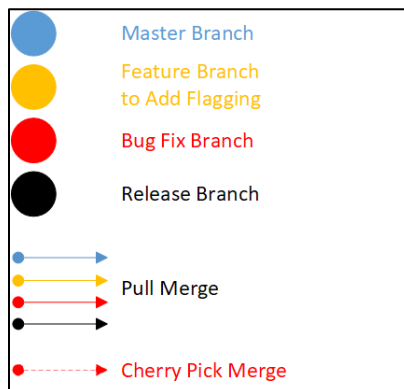 Master Branch
Feature Branch
to Add Flagging
Bug Fix Branch
Release Branch
Pull Merge
Cherry Pick Merge